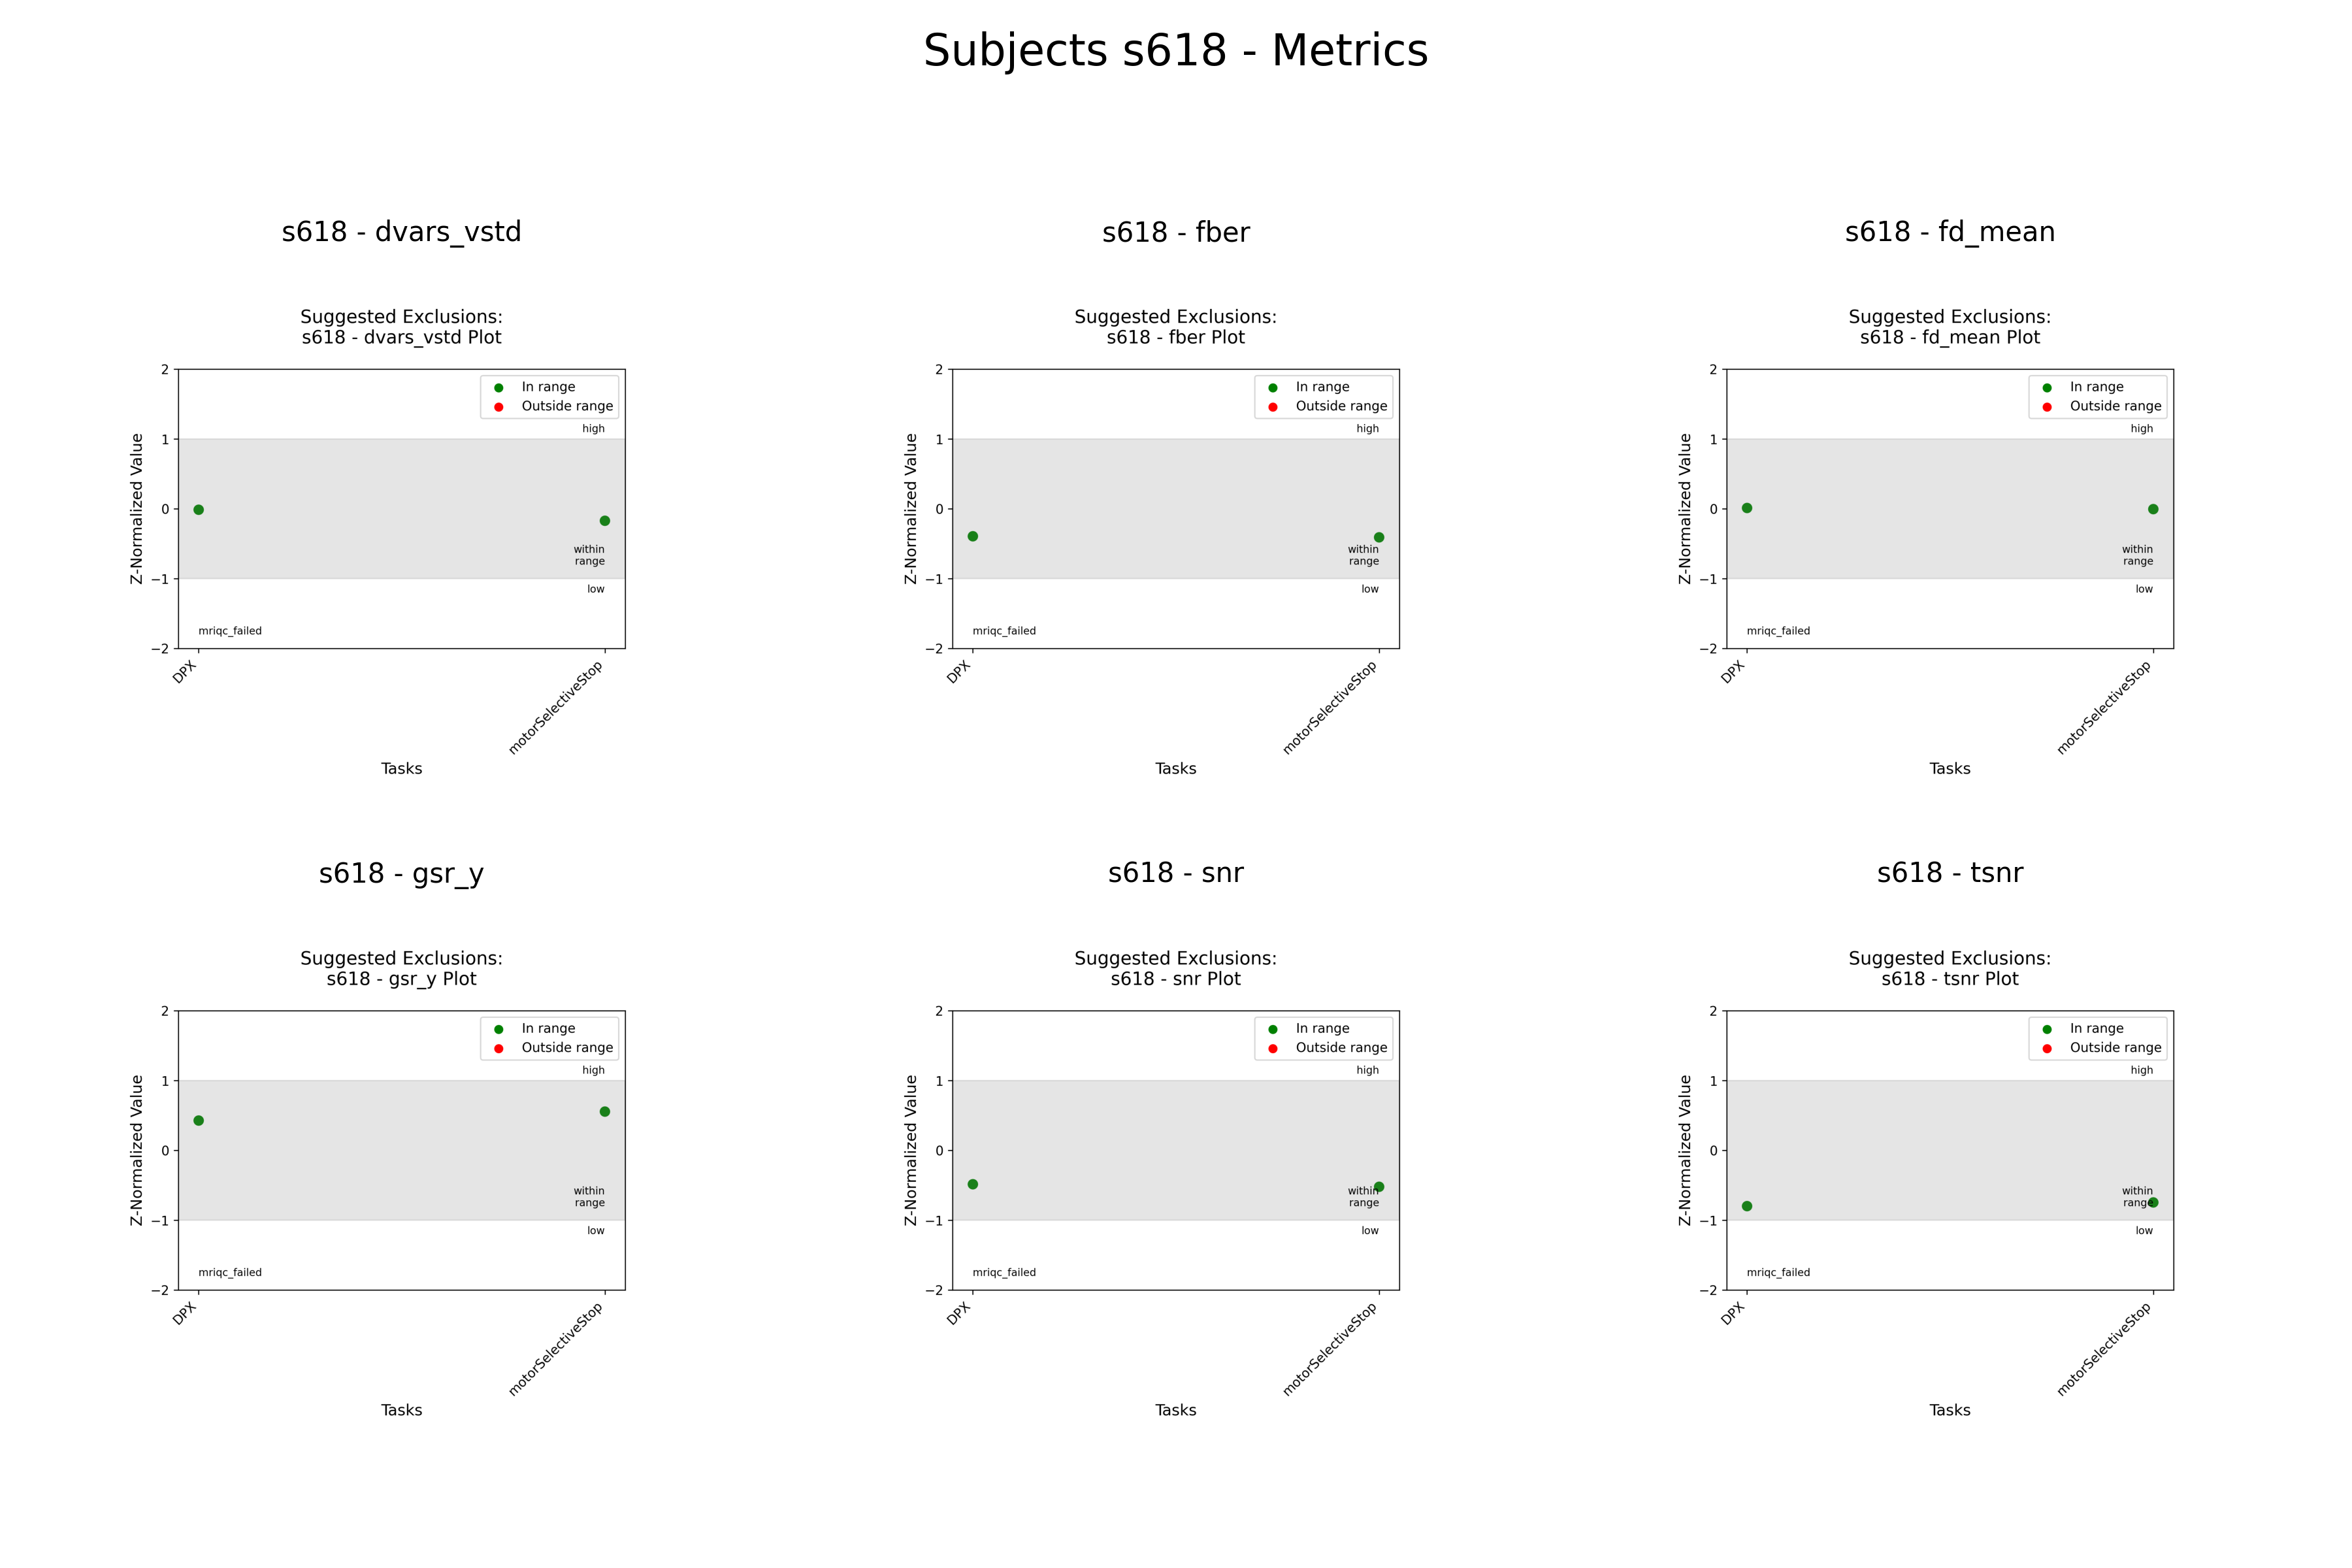 Subjects s618 - Metrics
s618 - dvars_vstd
Suggested Exclusions:
s618 - dvars_vstd Plot
2
1
0
−1
−2
Z-Normalized Value
In range
Outside range
high
within
range
low
mriqc_failed
DPX
motorSelectiveStop
Tasks
s618 - fber
Suggested Exclusions:
s618 - fber Plot
2
1
0
−1
−2
Z-Normalized Value
In range
Outside range
high
within
range
low
mriqc_failed
DPX
motorSelectiveStop
Tasks
s618 - fd_mean
Suggested Exclusions:
s618 - fd_mean Plot
2
1
0
−1
−2
Z-Normalized Value
In range
Outside range
high
within
range
low
mriqc_failed
DPX
motorSelectiveStop
Tasks
s618 - gsr_y
Suggested Exclusions:
s618 - gsr_y Plot
2
1
0
−1
−2
Z-Normalized Value
In range
Outside range
high
within
range
low
mriqc_failed
DPX
motorSelectiveStop
Tasks
s618 - snr
Suggested Exclusions:
s618 - snr Plot
2
1
0
−1
−2
Z-Normalized Value
In range
Outside range
high
within
range
low
mriqc_failed
DPX
motorSelectiveStop
Tasks
s618 - tsnr
Suggested Exclusions:
s618 - tsnr Plot
2
1
0
−1
−2
Z-Normalized Value
In range
Outside range
high
within
range
low
mriqc_failed
DPX
motorSelectiveStop
Tasks